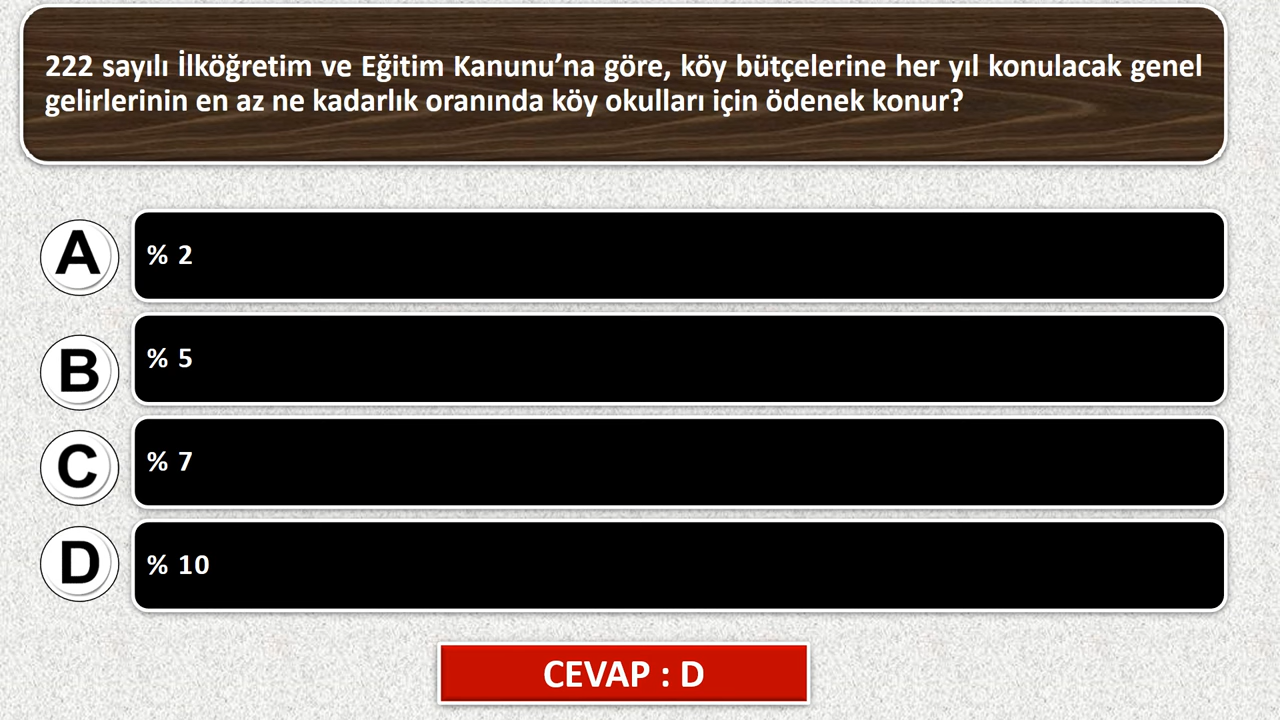 222 sayılı İlköğretim ve Eğitim Kanunu’na göre, köy bütçelerine her yıl konulacak genel
gelirlerinin en az ne kadarlık oranında köy okulları için ödenek konur?
A % 2
B % 5
C % 7
D % 10
CEVAP : D